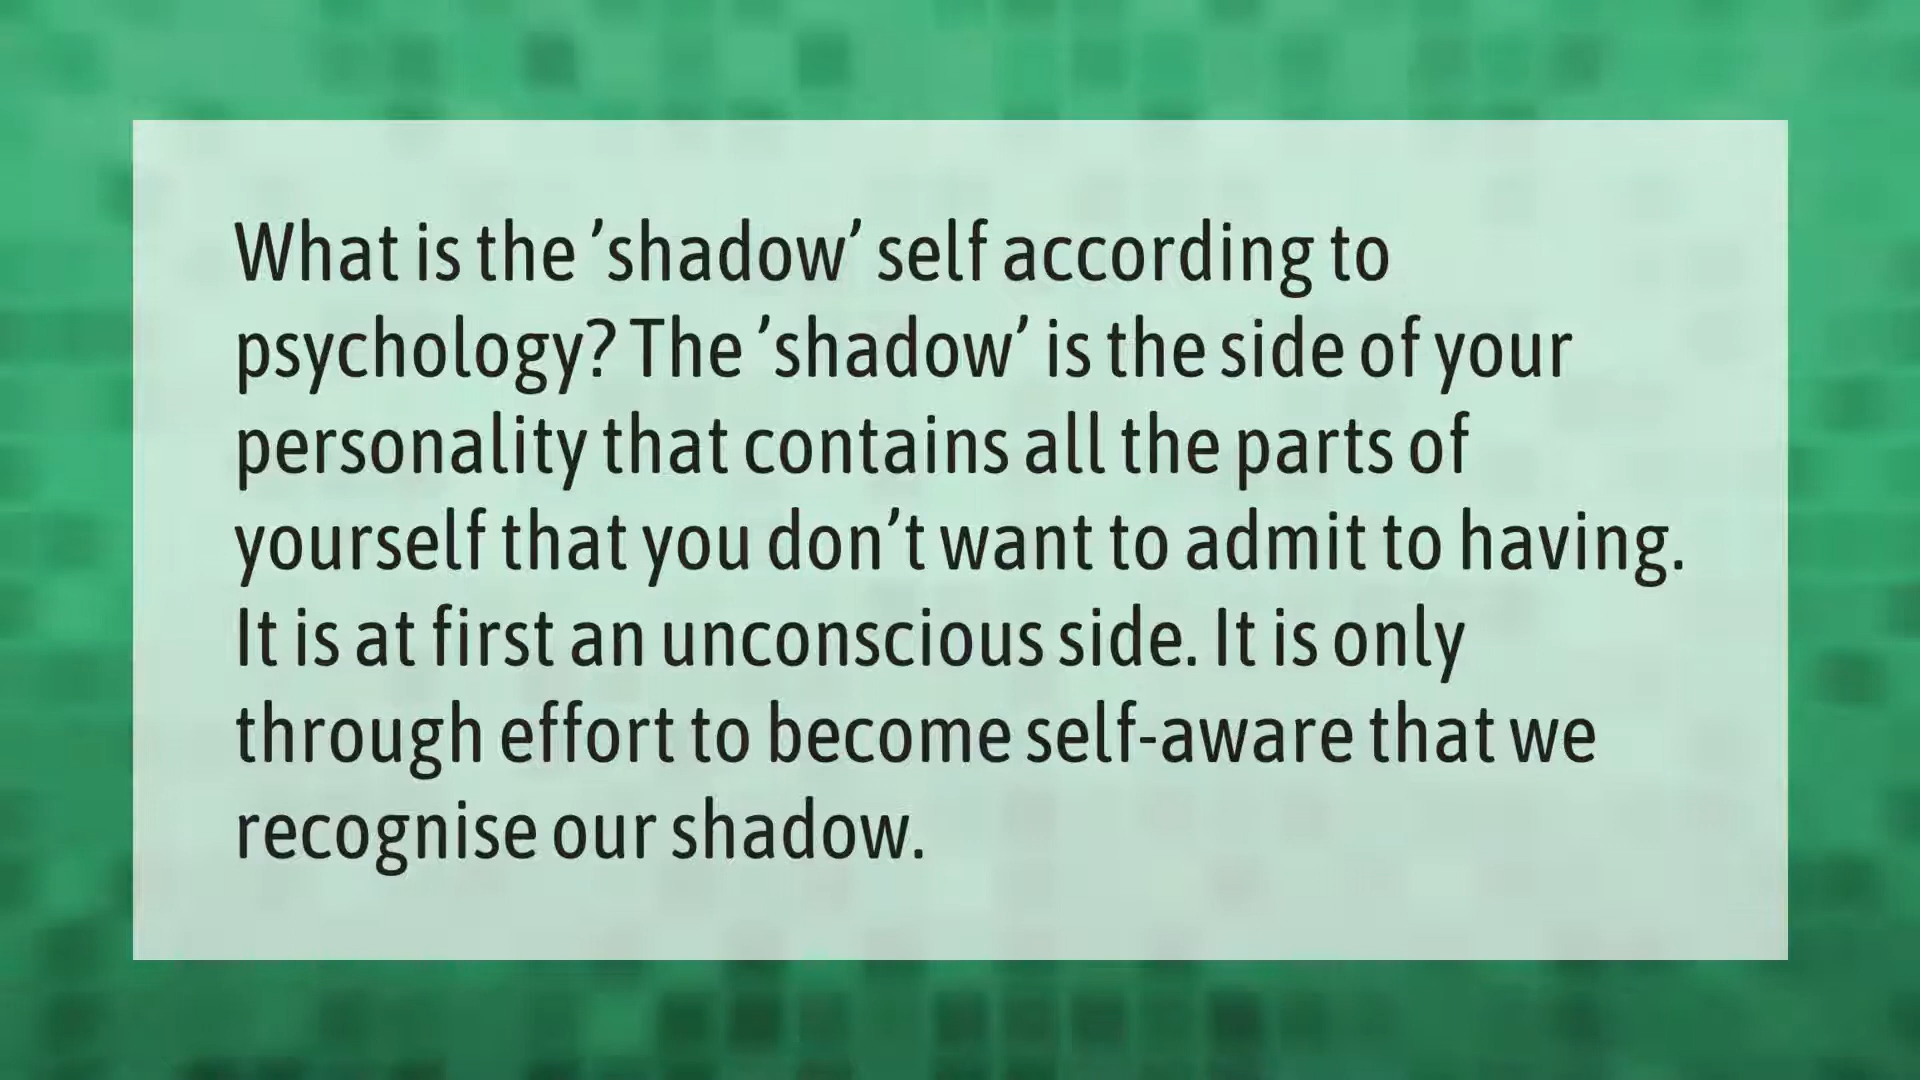 What is the ’shadow’ self according to
psychology? The ’shadow’ is the side of your
personality that contains all the parts of
yourself that you don’t want to admit to having.
It is at first an unconscious side. It is only
through effort to become self-aware that we
recognise our shadow.